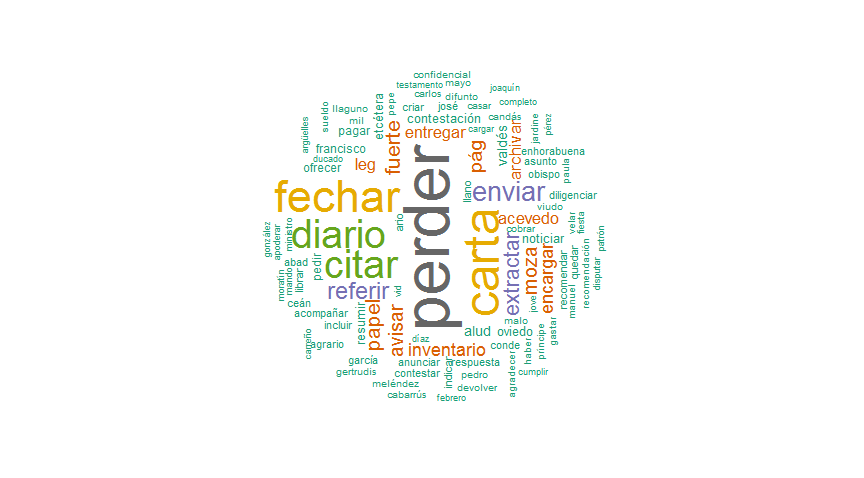 confidencial
testamento mayo
carlos difunto joaquín
pepe criar josé casar completo
llaguno etcétera contestación candás
sueldo mil cargar jardine pérez
argüelles pagar fuerte entregar valdés archivar
francisco pág enhorabuena
ducado leg asunto paula
ofrecer obispo
fechar perder llano enviar diligenciar
viudo
ario carta acevedo velar fiesta
diario cobrar
gonzález apoderar ministro noticiar patrón
citar extractar moza encargar
abad pedir recomendar quedar recomendación disputar
moratín mando librar referir vid manuel
ceán jove
acompañar resumir papel avisar malo
incluir alud oviedo gastar
carreño agrario díaz conde haber príncipe
inventario
garcía anunciar respuesta agradecer
gertrudis contestar indicar pedro cumplir
meléndez devolver
cabarrús febrero